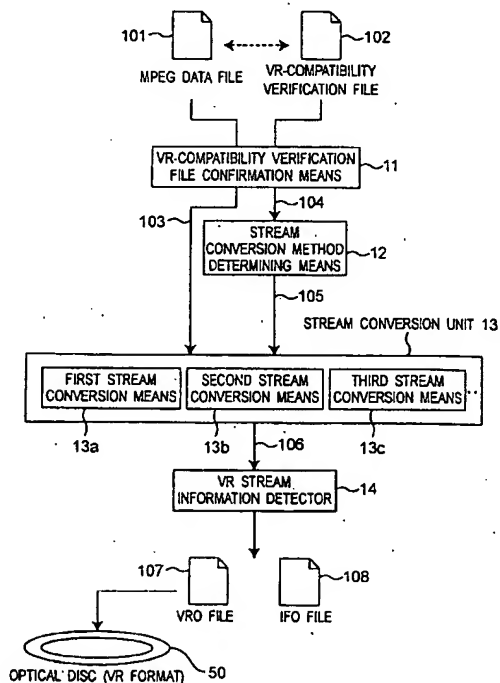 101
102
MPEG DATA FILE
VR-COMPATIBILITY
VERIFICATION FILE
VR-COMPATIBILITY VERIFICATION
FILE CONFIRMATION MEANS
11
103
104
STREAM
CONVERSION METHOD
DETERMINING MEANS
12
105
STREAM CONVERSION UNIT 13
FIRST STREAM
CONVERSION MEANS
SECOND STREAM
CONVERSION MEANS
THIRD STREAM
CONVERSION MEANS
13a
13b
13c
106
VR STREAM
INFORMATION DETECTOR
14
107
108
VRO FILE
IFO FILE
50
OPTICAL DISC (VR FORMAT)